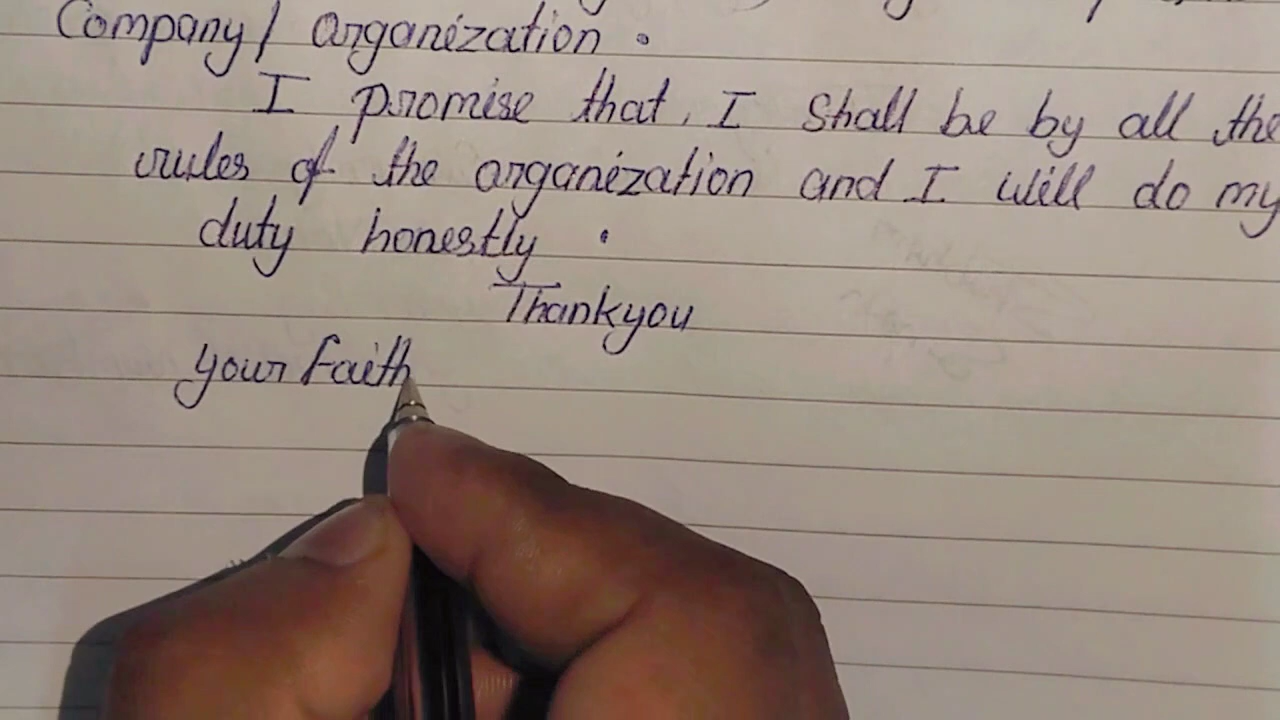 Company/ Organization .
I promise that, I shall be by all the
rules of the organization and I will do my
duty honestly .
Thankyou
your Faith